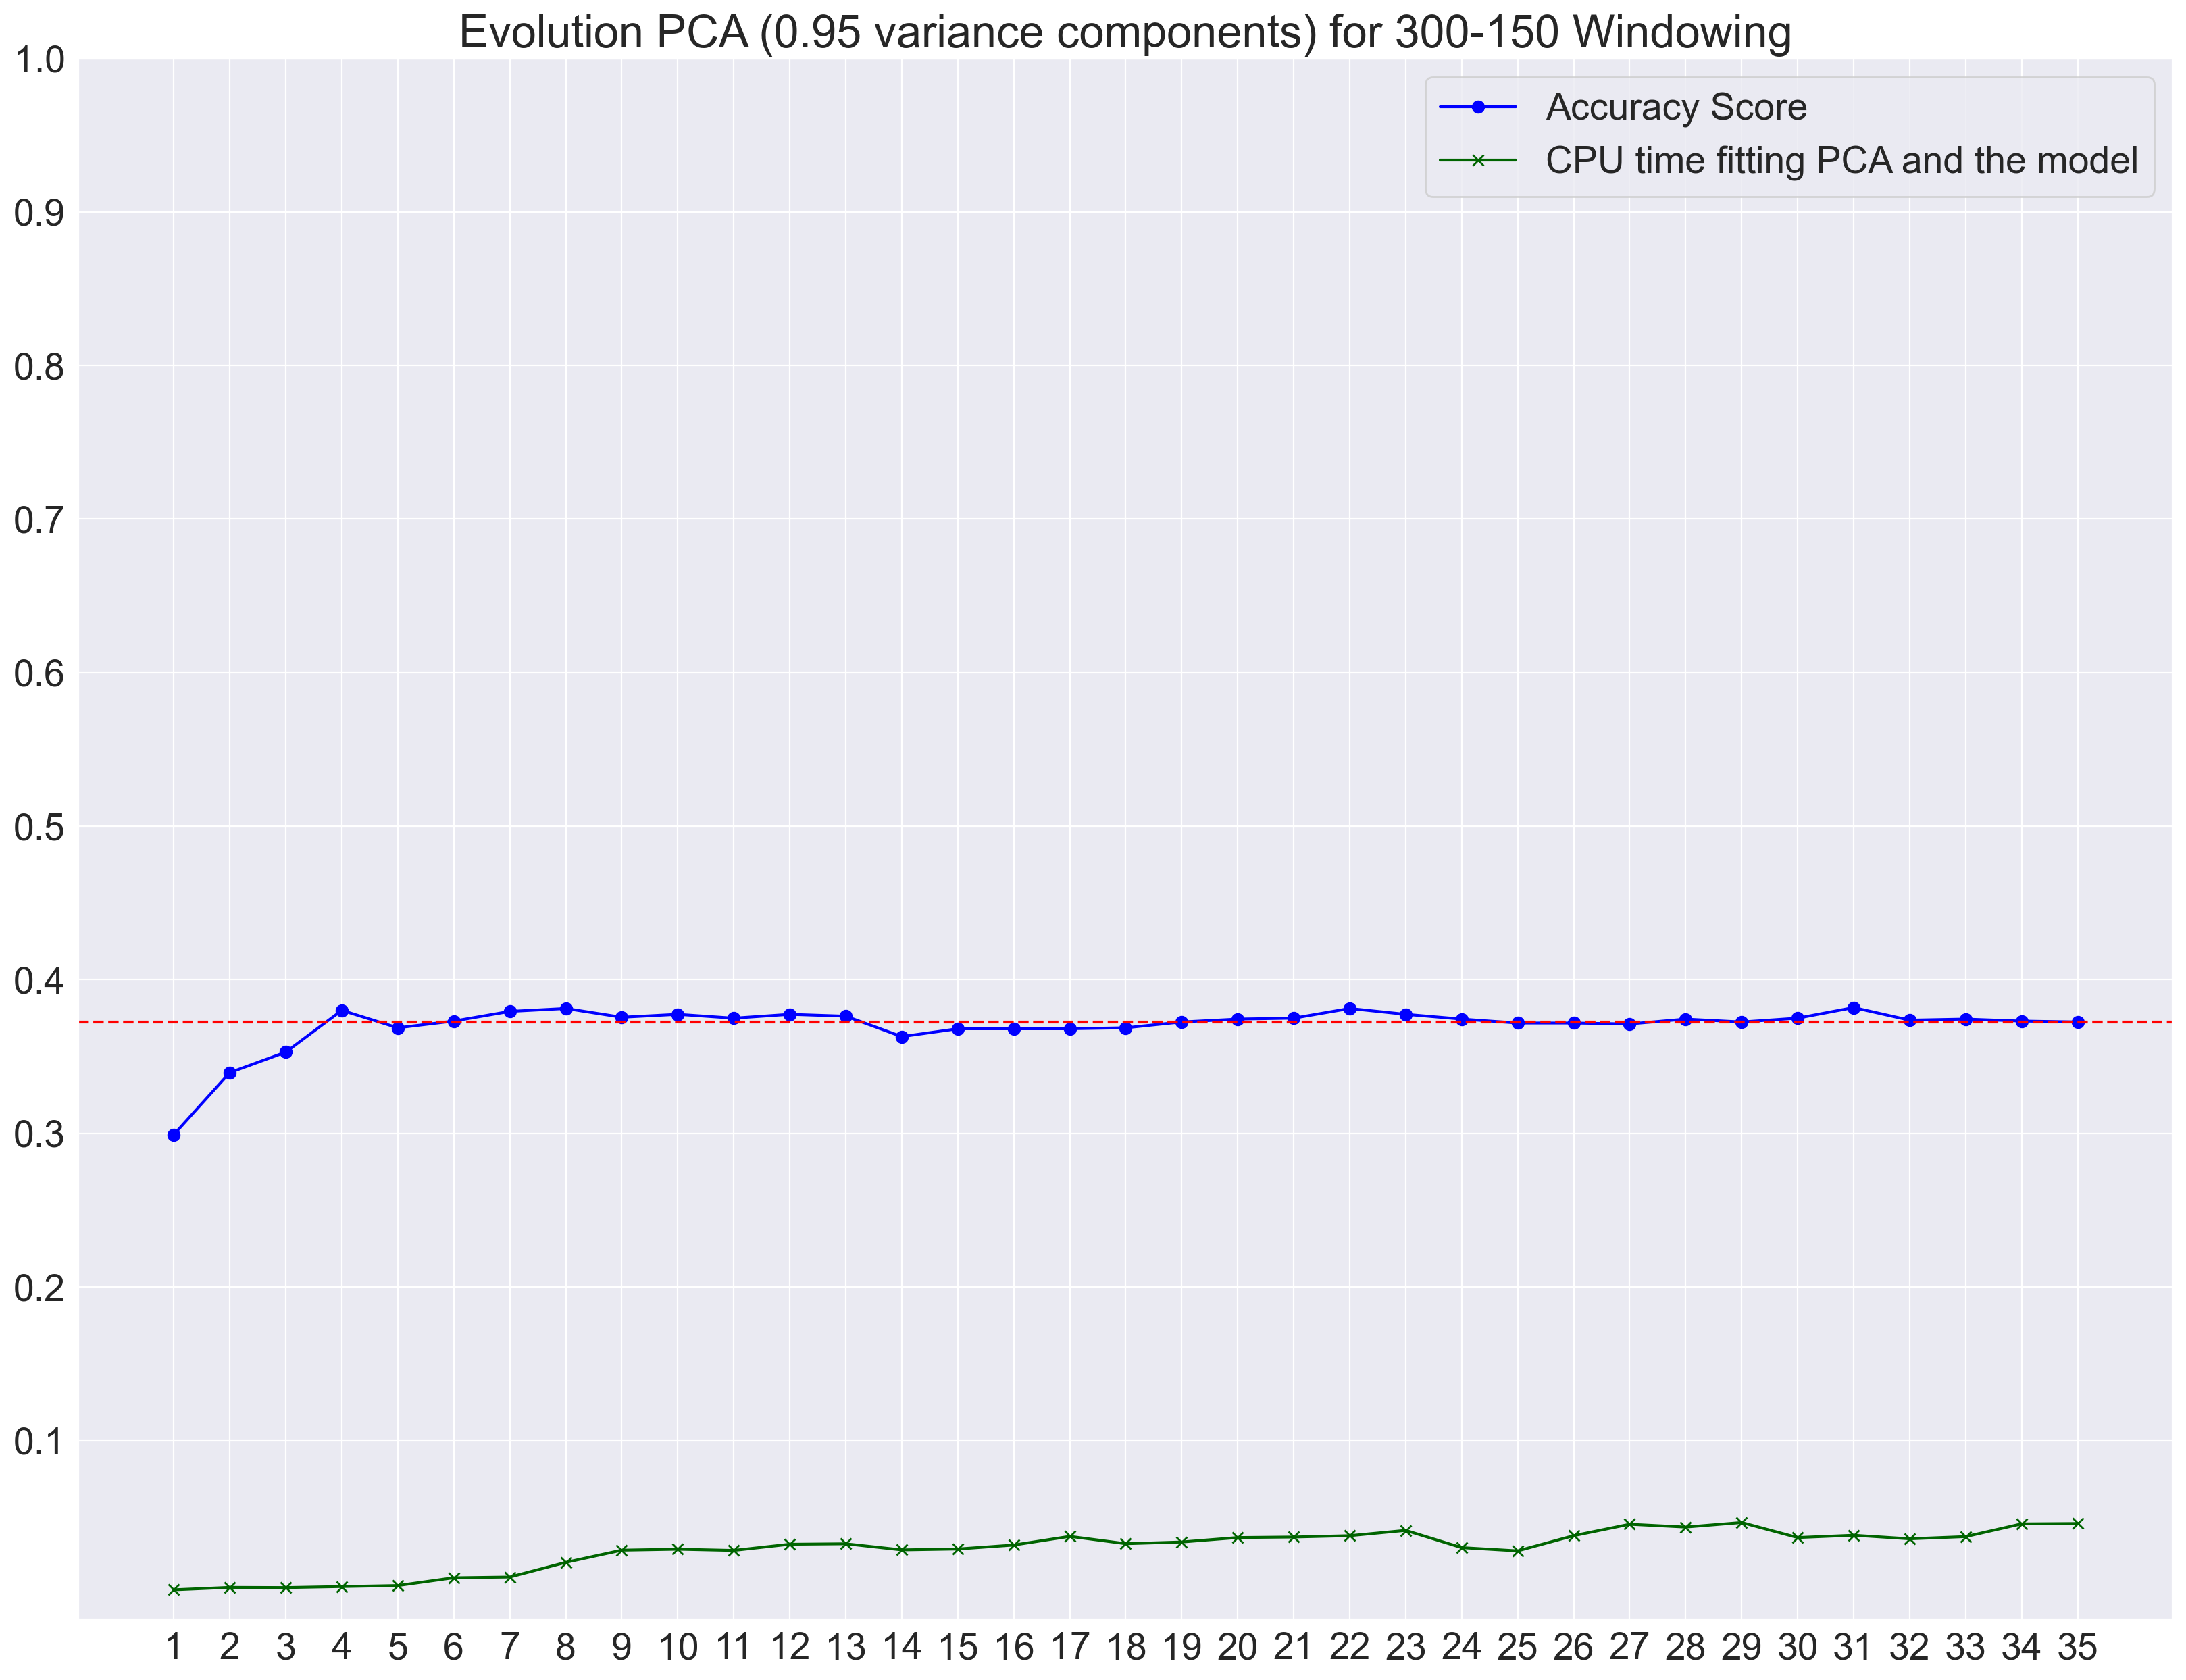 Evolution PCA (0.95 variance components) for 300-150 Windowing
Accuracy Score
CPU time fitting PCA and the model
1.0
0.9
0.8
0.7
0.6
0.5
0.4
0.3
0.2
0.1
1 2 3 4 5 6 7 8 9 10 11 12 13 14 15 16 17 18 19 20 21 22 23 24 25 26 27 28 29 30 31 32 33 34 35